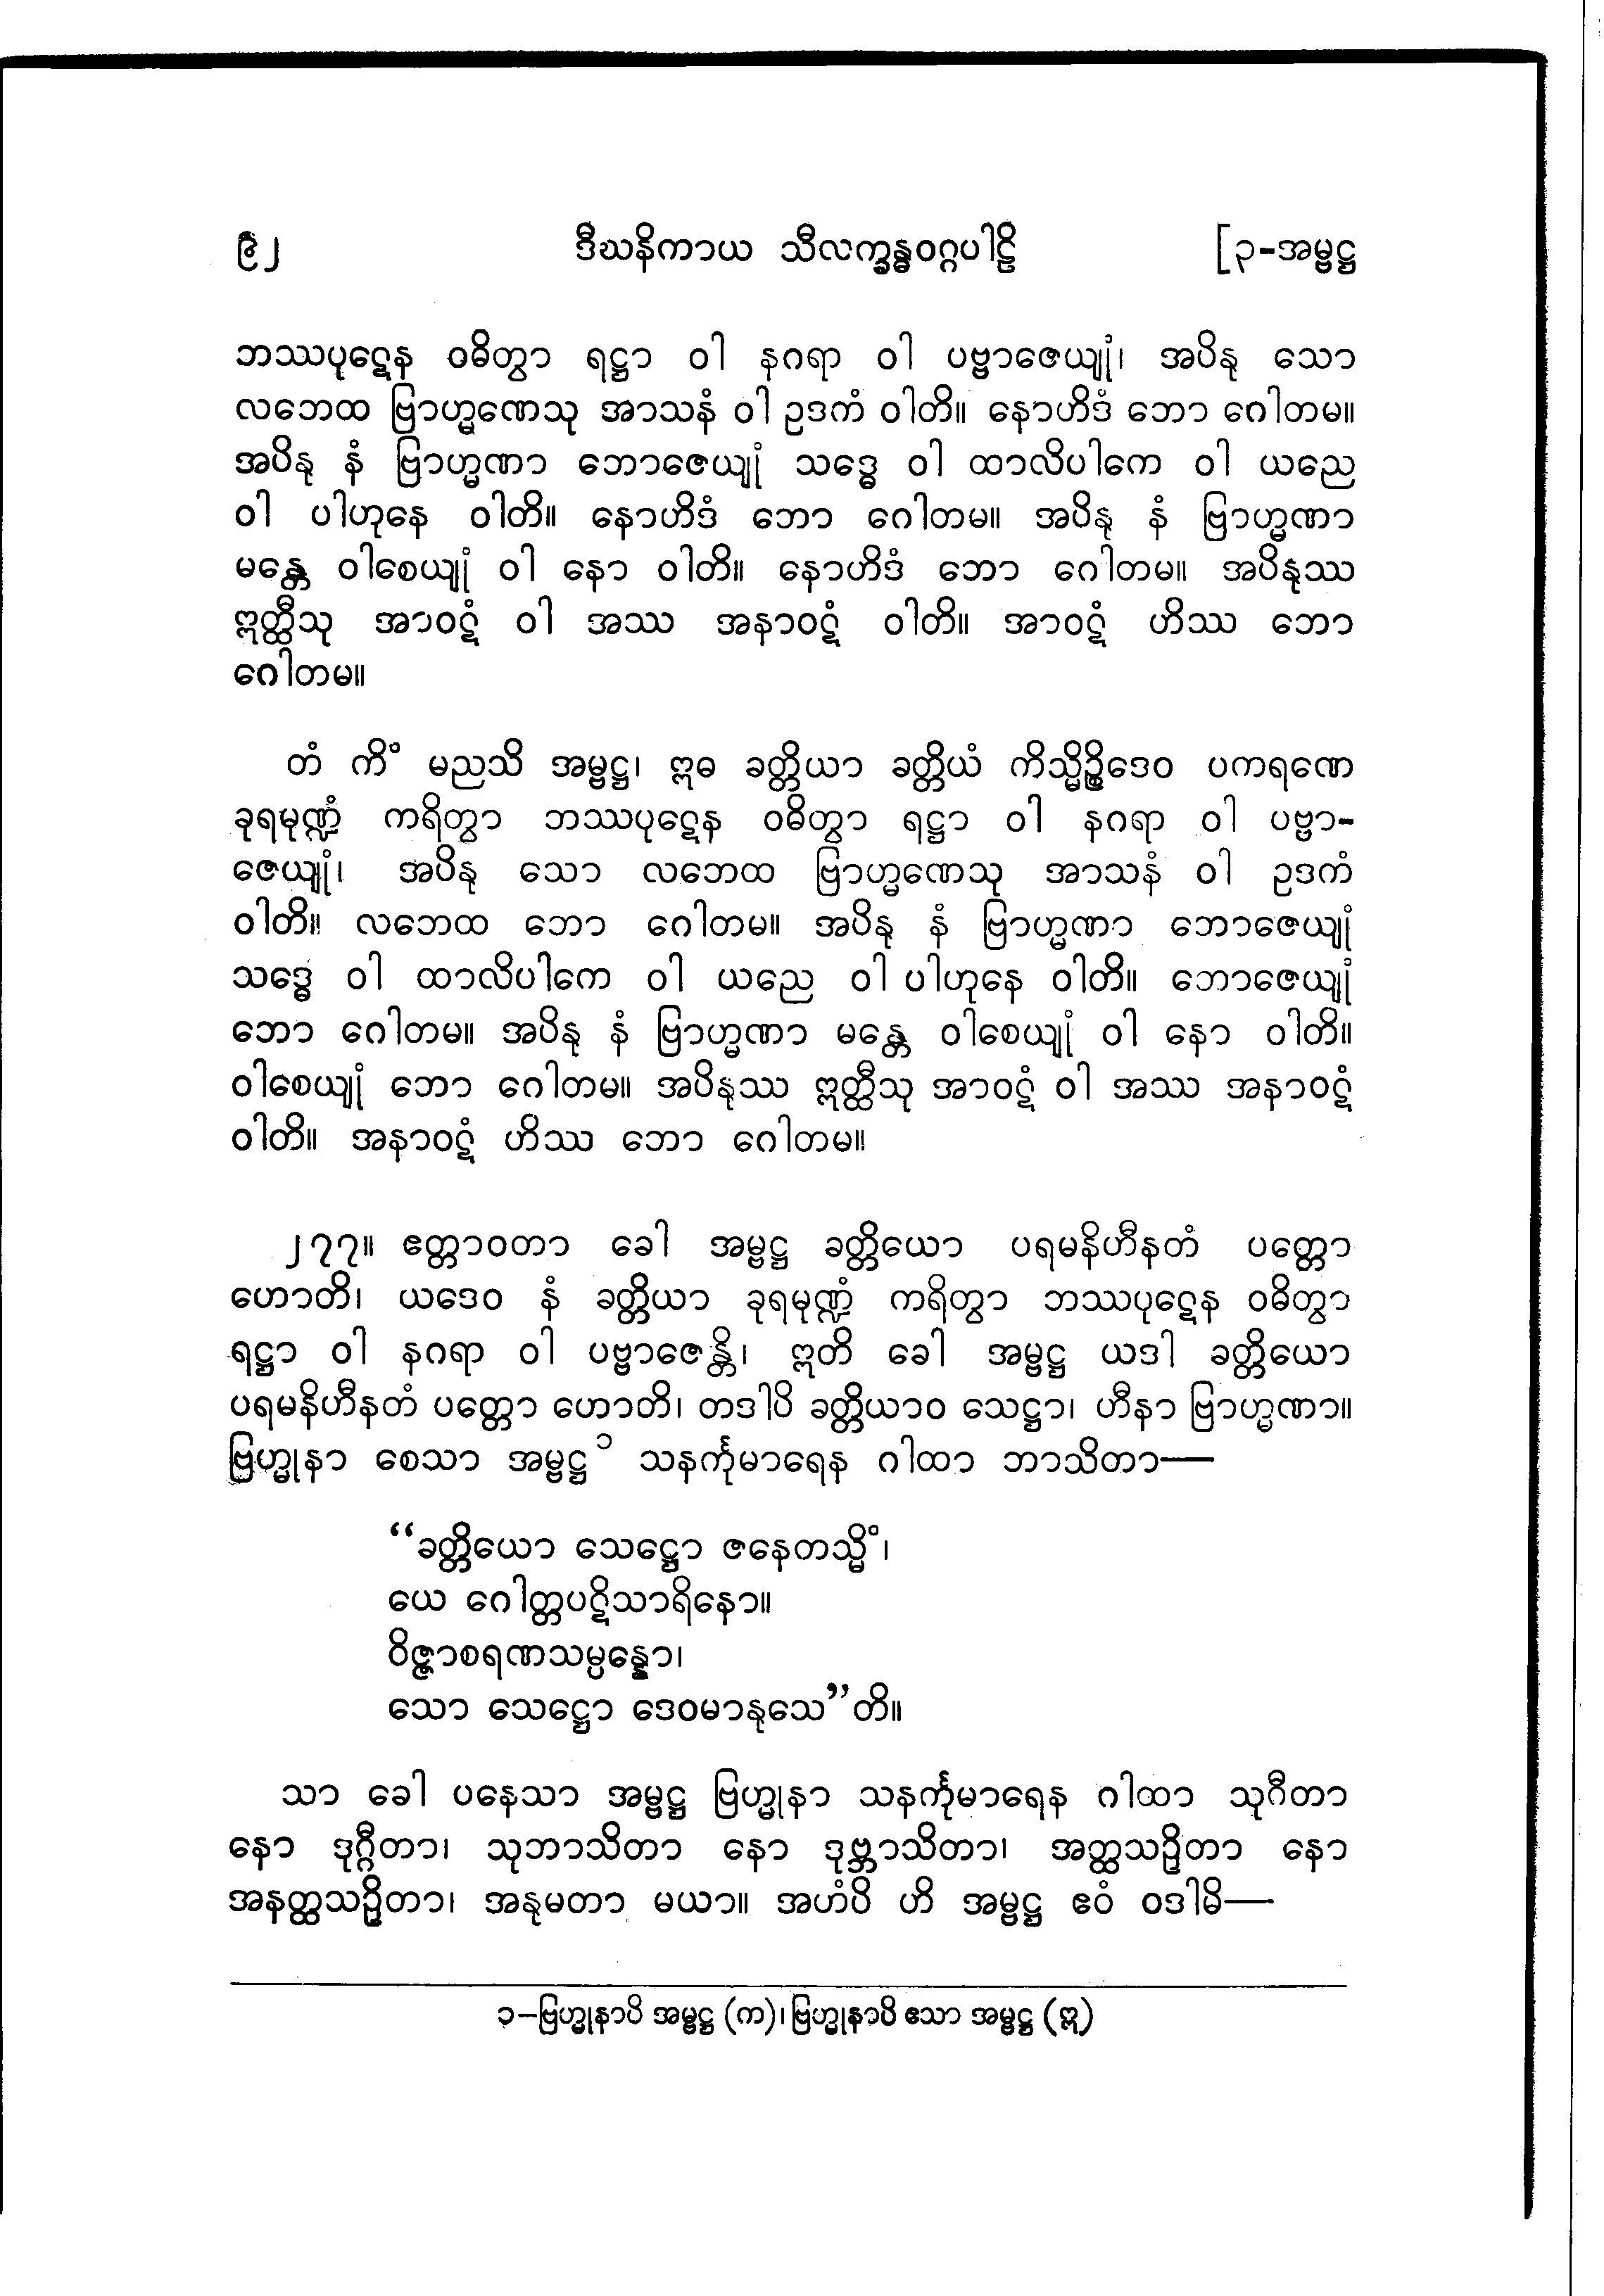 ၉၂ ဒီဃနိကာယ သီလက္ခန္ဓဝဂ္ဂပါဠိ [၃-အမ္ဗဋ္ဌ
ဘဿပုဋေန ဝဓိတွာ ရဋ္ဌာ ဝါ နဂရာ ဝါ ပဗ္ဗာဇေယျုံ၊ အပိနု သော
လဘေထ ဗြာဟ္မဏေသု အာသနံ ဝါ ဥဒကံ ဝါတိ။ နောဟိဒံ ဘော ဂေါတမ။
အပိနု နံ ဗြာဟ္မဏာ ဘောဇေယျုံ သဒ္ဓေ ဝါ ထာလိပါကေ ဝါ ယညေ
ဝါ ပါဟုနေ ဝါတိ။ နောဟိဒံ ဘော ဂေါတမ။ အပိနု နံ ဗြာဟ္မဏာ
မန္တေ ဝါစေယျုံ ဝါ နော ဝါတိ။ နောဟိဒံ ဘော ဂေါတမ။ အပိနုဿ
ဣတ္ထီသု အာဝဋံ ဝါ အဿ အနာဝဋံ ဝါတိ။ အာဝဋံ ဟိဿ ဘော
ဂေါတမ။
တံ ကိံ မညသိ အမ္ဗဋ္ဌ၊ ဣဓ ခတ္တိယာ ခတ္တိယံ ကိသ္မိဉ္စိဒေဝ ပကရဏေ
ခုရမုဏ္ဍံ ကရိတွာ ဘဿပုဋေန ဝဓိတွာ ရဋ္ဌာ ဝါ နဂရာ ဝါ ပဗ္ဗာ-
ဇေယျုံ၊ အပိနု သော လဘေထ ဗြာဟ္မဏေသု အာသနံ ဝါ ဥဒကံ
ဝါတိ။ လဘေထ ဘော ဂေါတမ။ အပိနု နံ ဗြာဟ္မဏာ ဘောဇေယျုံ
သဒ္ဓေ ဝါ ထာလိပါကေ ဝါ ယညေ ဝါ ပါဟုနေ ဝါတိ။ ဘောဇေယျုံ
ဘော ဂေါတမ။ အပိနု နံ ဗြာဟ္မဏာ မန္တေ ဝါစေယျုံ ဝါ နော ဝါတိ။
ဝါစေယျုံ ဘော ဂေါတမ။ အပိနုဿ ဣတ္ထီသု အာဝဋံ ဝါ အဿ အနာဝဋံ
ဝါတိ။ အနာဝဋံ ဟိဿ ဘော ဂေါတမ။
၂၇၇။ ဧတ္တာဝတာ ခေါ အမ္ဗဋ္ဌ ခတ္တိယော ပရမနိဟီနတံ ပတ္တော
ဟောတိ၊ ယဒေဝ နံ ခတ္တိယာ ခုရမုဏ္ဍံ ကရိတွာ ဘဿပုဋေန ဝဓိတွာ
ရဋ္ဌာ ဝါ နဂရာ ဝါ ပဗ္ဗာဇေန္တိ၊ ဣတိ ခေါ အမ္ဗဋ္ဌ ယဒါ ခတ္တိယော
ပရမနိဟီနတံ ပတ္တော ဟောတိ၊ တဒါပိ ခတ္တိယာဝ သေဋ္ဌာ၊ ဟီနာ ဗြာဟ္မဏာ။
ဗြဟ္မုနာ စေသာ အမ္ဗဋ္ဌ ၁ သနင်္ကုမာရေန ဂါထာ ဘာသိတာ—
“ခတ္တိယော သေဋ္ဌော ဇနေတသ္မိံ၊
ယေ ဂေါတ္တပဋိသာရိနော။
ဝိဇ္ဇာစရဏသမ္ပန္နော၊
သော သေဋ္ဌော ဒေဝမာနုသေ”တိ။
သာ ခေါ ပနေသာ အမ္ဗဋ္ဌ ဗြဟ္မုနာ သနင်္ကုမာရေန ဂါထာ သုဂီတာ
နော ဒုဂ္ဂီတာ၊ သုဘာသိတာ နော ဒုဗ္ဘာသိတာ၊ အတ္ထသဉှိတာ နော
အနတ္ထသဉှိတာ၊ အနုမတာ မယာ။ အဟံပိ ဟိ အမ္ဗဋ္ဌ ဧဝံ ဝဒါမိ—
၁–ဗြဟ္မုနာပိ အမ္ဗဋ္ဌ (က)၊ ဗြဟ္မုနာပိ ဧသာ အမ္ဗဋ္ဌ (ဣ)